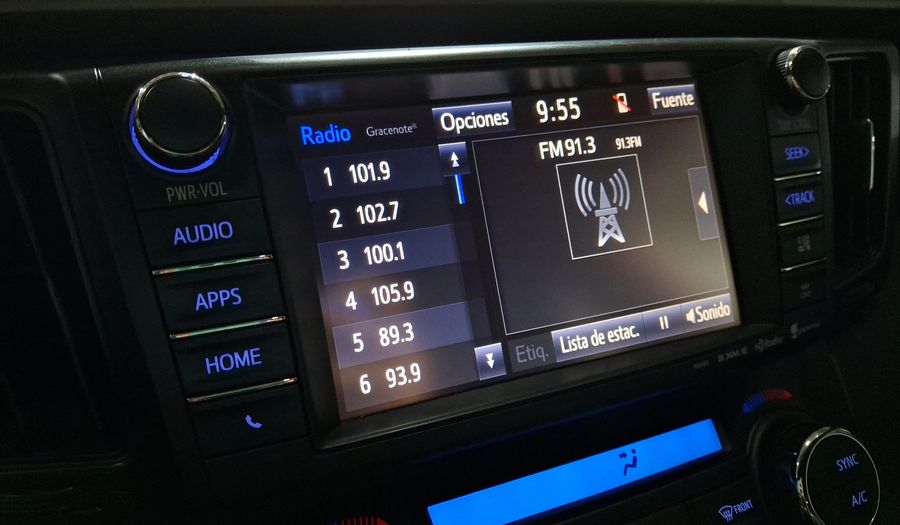 Radio
Gracenote®
Opciones
9:55
Fuente
1 101.9
2 102.7
3 100.1
4 105.9
5 89.3
6 93.9
FM 91.3
91.3FM
Etiq.
Lista de estac.
Sonido
PWR·VOL
AUDIO
APPS
HOME
SEEK>
<TRACK
FRONT
SYNC
A/C